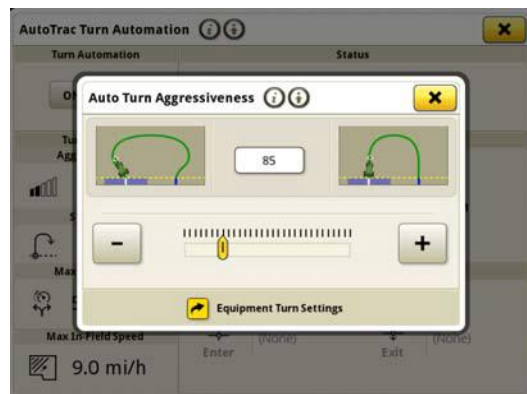 AutoTrac Turn Automation
Turn Automation
Status
Auto Turn Aggressiveness
85
-
+
Equipment Turn Settings
Max In-Field Speed
(None)
(None)
Enter
Exit
9.0 mi/h